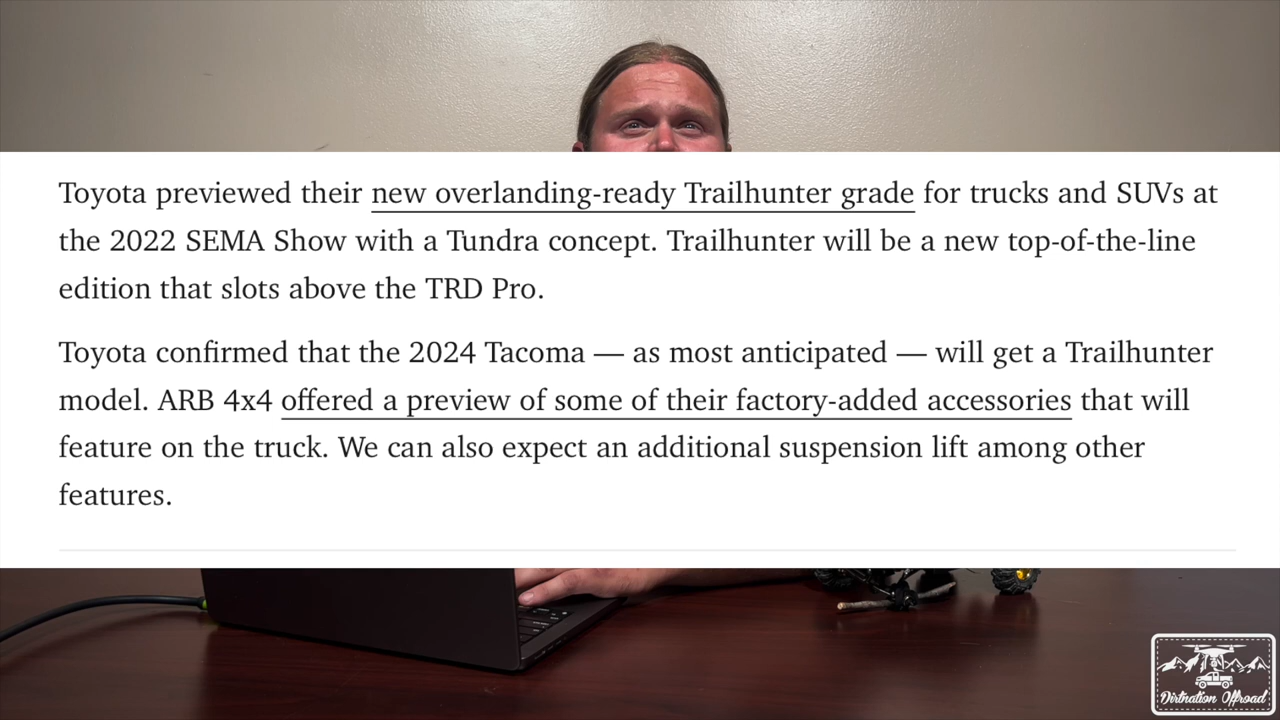 Toyota previewed their new overlanding-ready Trailhunter grade for trucks and SUVs at
the 2022 SEMA Show with a Tundra concept. Trailhunter will be a new top-of-the-line
edition that slots above the TRD Pro.
Toyota confirmed that the 2024 Tacoma — as most anticipated — will get a Trailhunter
model. ARB 4x4 offered a preview of some of their factory-added accessories that will
feature on the truck. We can also expect an additional suspension lift among other
features.
Dirtnation Offroad